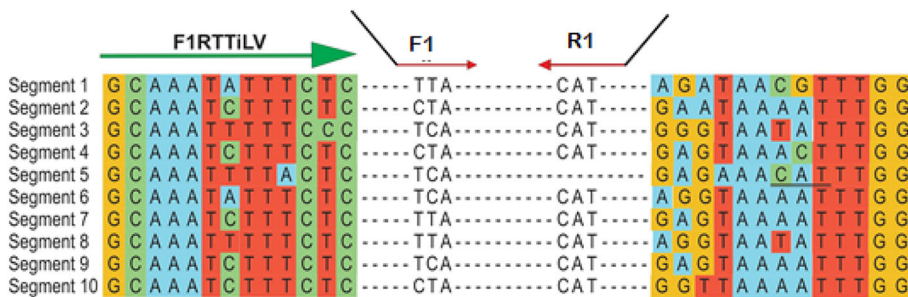 F1RTTiLV F1 R1
Segment 1 G C A A A T A T T T C T C -----TTA----------CAT----- A G A T A A C G T T T G G
Segment 2 G C A A A T C T T T C T C -----CTA----------CAT----- G A A T A A A A T T T G G
Segment 3 G C A A A T T T T T C C C -----TCA----------CAT----- G G G T A A T A T T T G G
Segment 4 G C A A A T C T T T C T C -----CTA----------CAT----- G A G T A A A C T T T G G
Segment 5 G C A A A T T T T A C T C -----TCA------------------ G A G A A A C A T T T G G
Segment 6 G C A A A T A T T T C T C -----TCA----------CAT----- A G G T A A A A T T T G G
Segment 7 G C A A A T C T T T C T C -----TTA----------CAT----- G A G T A A A A T T T G G
Segment 8 G C A A A T T T T T C T C -----TTA----------CAT----- A G G T A A T A T T T G G
Segment 9 G C A A A T C T T T C T C -----TCA----------CAT----- G A G T A A A A T T T G G
Segment 10 G C A A A T T T T T C T C -----CTA----------CAT----- G G T T A A A A T T T G G